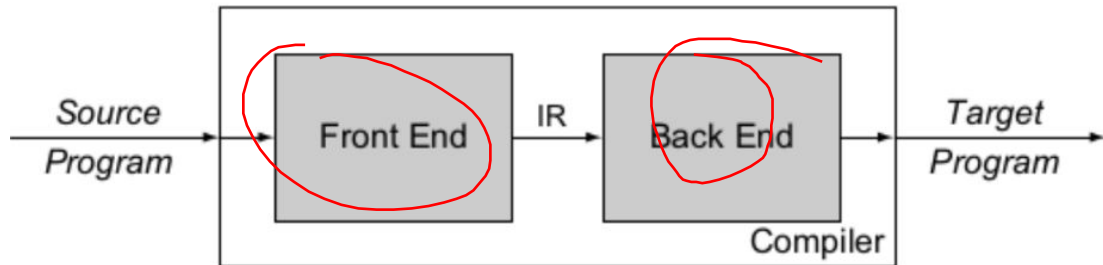 Source
Program
Front End
IR
Back End
Target
Program
Compiler